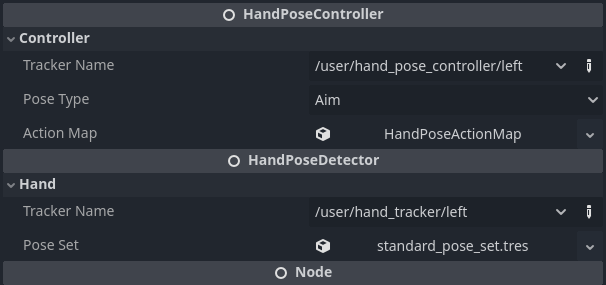 HandPoseController
Controller
Tracker Name /user/hand_pose_controller/left
Pose Type Aim
Action Map HandPoseActionMap
HandPoseDetector
Hand
Tracker Name /user/hand_tracker/left
Pose Set standard_pose_set.tres
Node